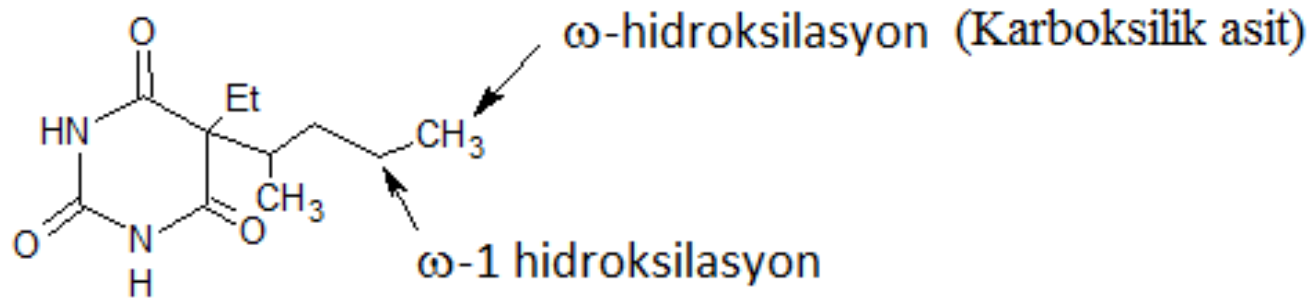 ω-hidroksilasyon (Karboksilik asit)
O
Et
HN
CH₃
CH₃
O
N
O
H
ω-1 hidroksilasyon